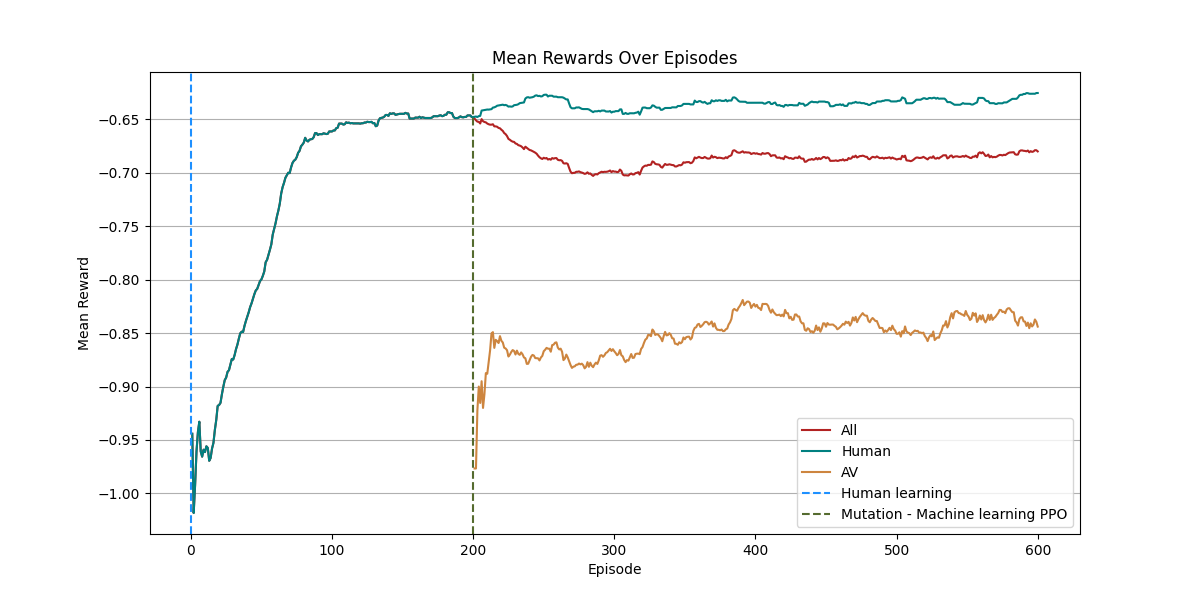 Mean Rewards Over Episodes
Mean Reward
−0.65
−0.70
−0.75
−0.80
−0.85
−0.90
−0.95
−1.00
All
Human
AV
Human learning
Mutation - Machine learning PPO
0 100 200 300 400 500 600
Episode